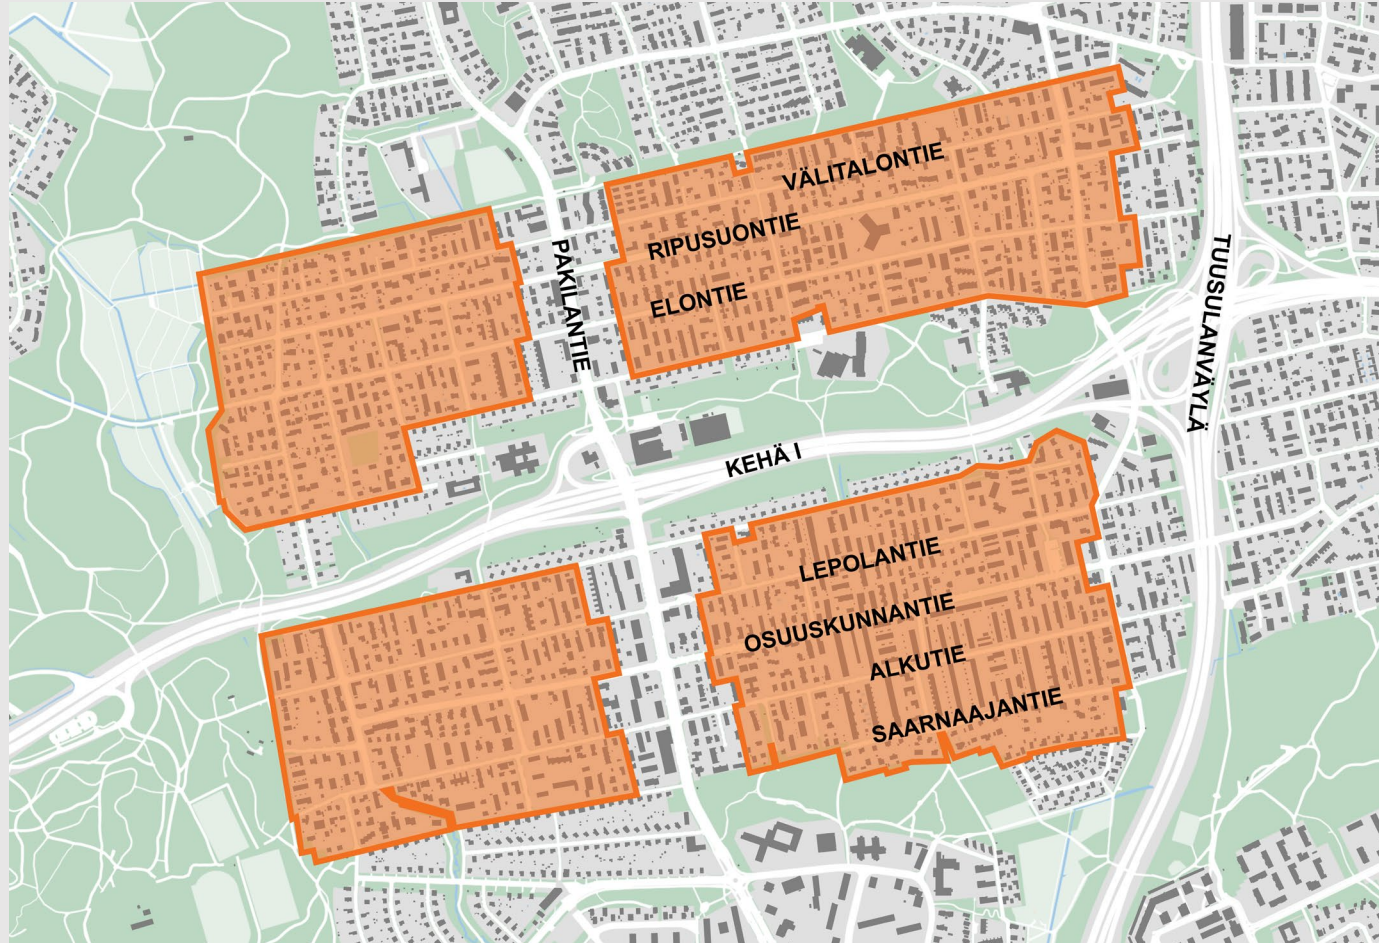 VÄLITALONTIE
RIPUSUONTIE
ELONTIE
PAKILANTIE
TUUSULANVÄYLÄ
KEHÄ I
LEPOLANTIE
OSUUSKUNNANTIE
ALKUTIE
SAARNAAJANTIE